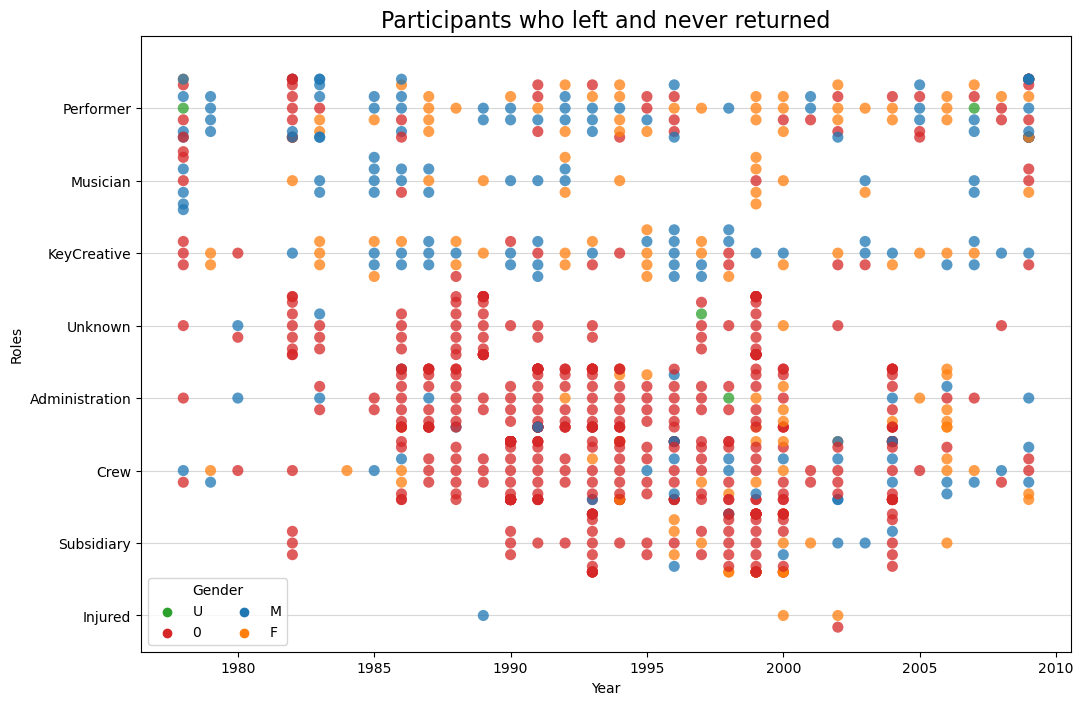 Participants who left and never returned
Performer
Musician
KeyCreative
Unknown
Administration
Crew
Subsidiary
Injured
Roles
Gender
U M
0 F
1980 1985 1990 1995 2000 2005 2010
Year